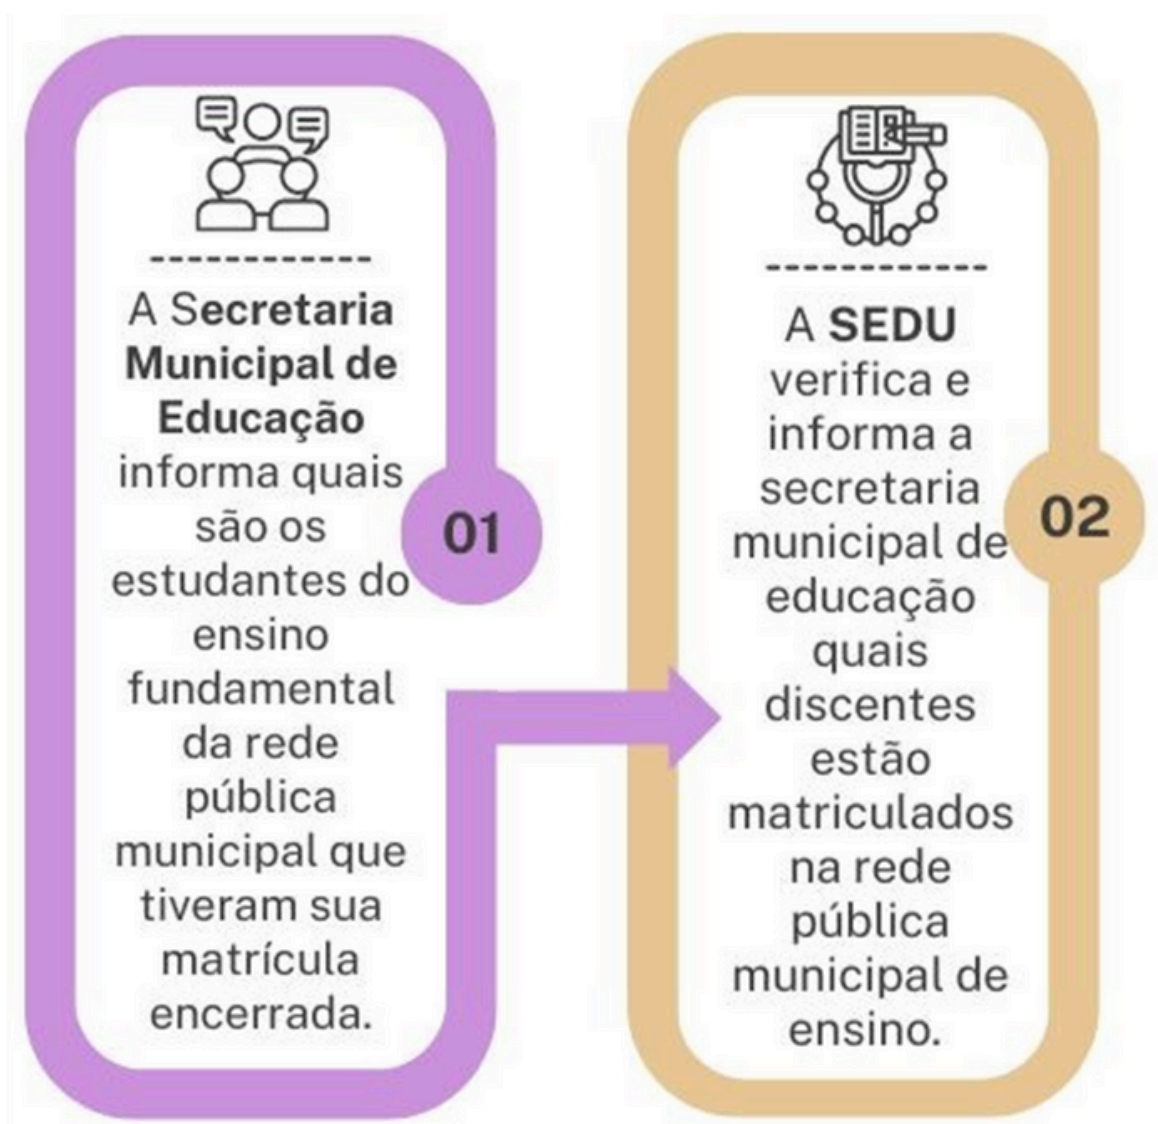 A Secretaria
Municipal de
Educação
informa quais
são os
estudantes do
ensino
fundamental
da rede
pública
municipal que
tiveram sua
matrícula
encerrada.
01
A SEDU
verifica e
informa a
secretaria
municipal de
educação
quais
discentes
estão
matriculados
na rede
pública
municipal de
ensino.
02